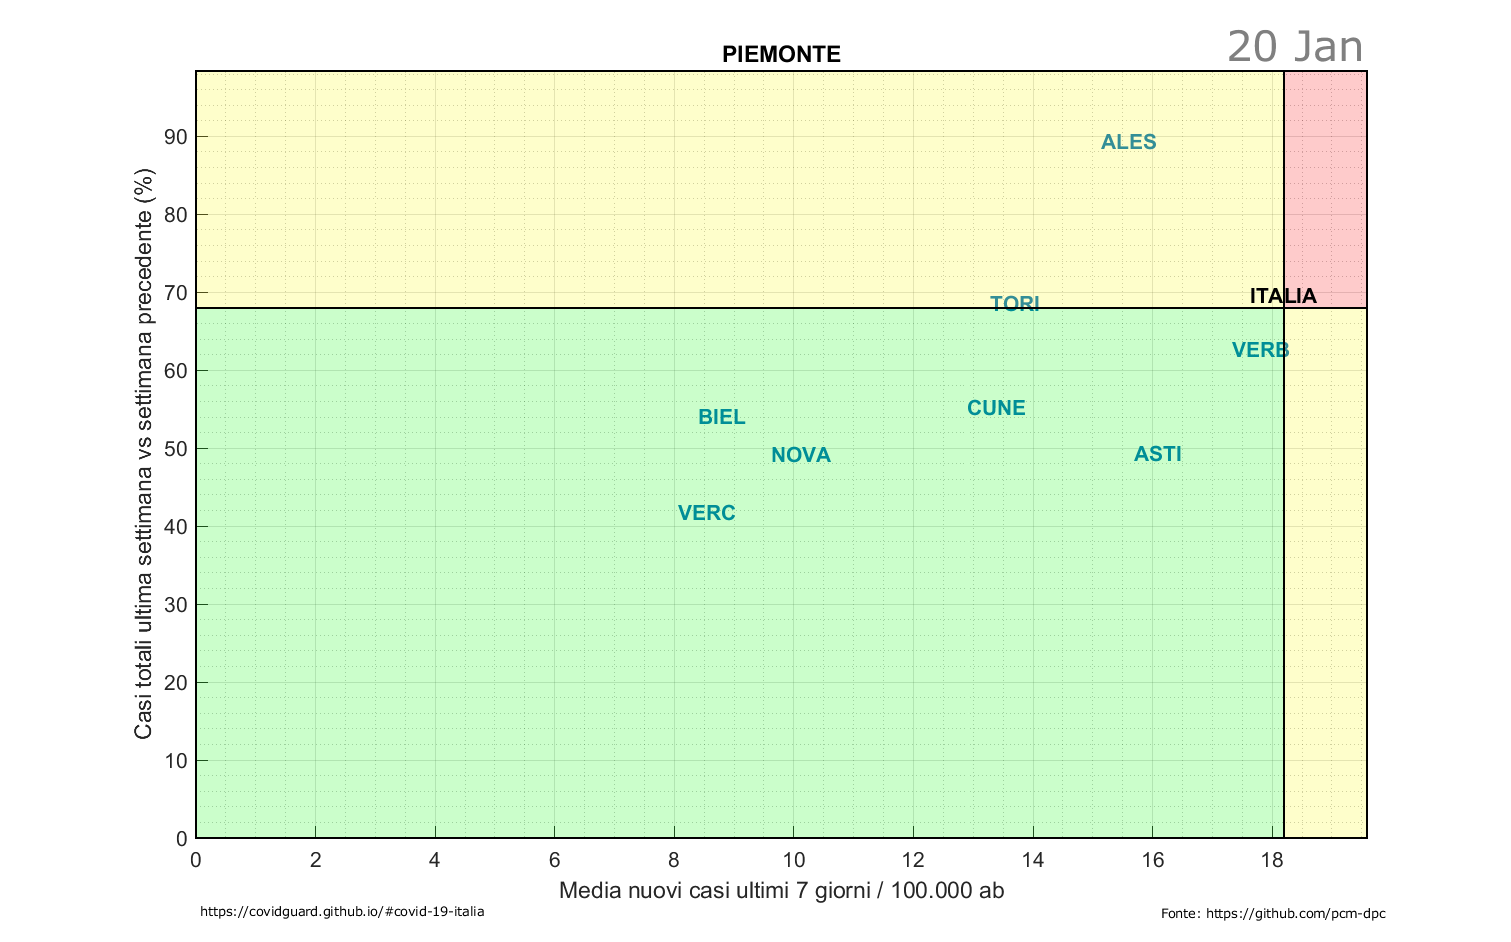 PIEMONTE
20 Jan
Casi totali ultima settimana vs settimana precedente (%)
90
80
70
60
50
40
30
20
10
0
ALES
ITALIA
TORI
VERB
CUNE
BIEL
ASTI
NOVA
VERC
0 2 4 6 8 10 12 14 16 18
Media nuovi casi ultimi 7 giorni / 100.000 ab
https://covidguard.github.io/#covid-19-italia
Fonte: https://github.com/pcm-dpc